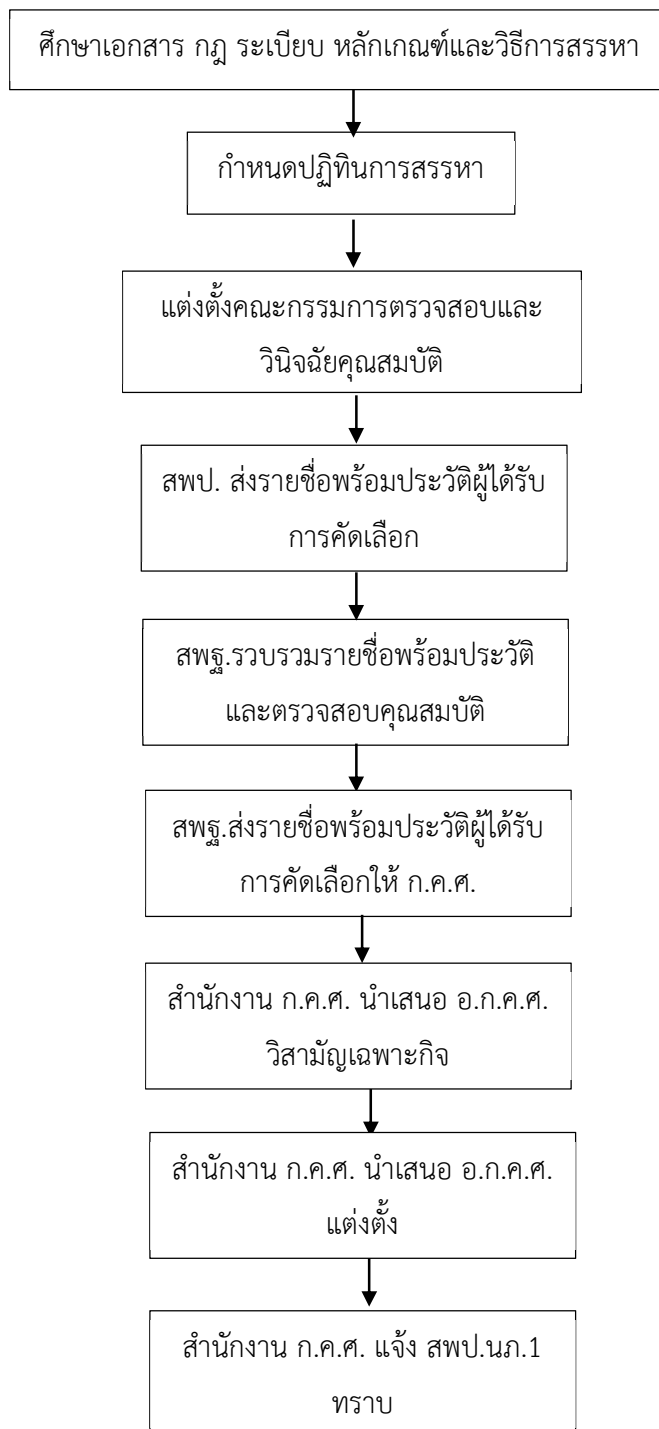 ศึกษาเอกสาร กฎ ระเบียบ หลักเกณฑ์และวิธีการสรรหา
กำหนดปฏิทินการสรรหา
แต่งตั้งคณะกรรมการตรวจสอบและ
วินิจฉัยคุณสมบัติ
สพป. ส่งรายชื่อพร้อมประวัติผู้ได้รับ
การคัดเลือก
สพฐ.รวบรวมรายชื่อพร้อมประวัติ
และตรวจสอบคุณสมบัติ
สพฐ.ส่งรายชื่อพร้อมประวัติผู้ได้รับ
การคัดเลือกให้ ก.ค.ศ.
สำนักงาน ก.ค.ศ. นำเสนอ อ.ก.ค.ศ.
วิสามัญเฉพาะกิจ
สำนักงาน ก.ค.ศ. นำเสนอ อ.ก.ค.ศ.
แต่งตั้ง
สำนักงาน ก.ค.ศ. แจ้ง สพป.นภ.1
ทราบ